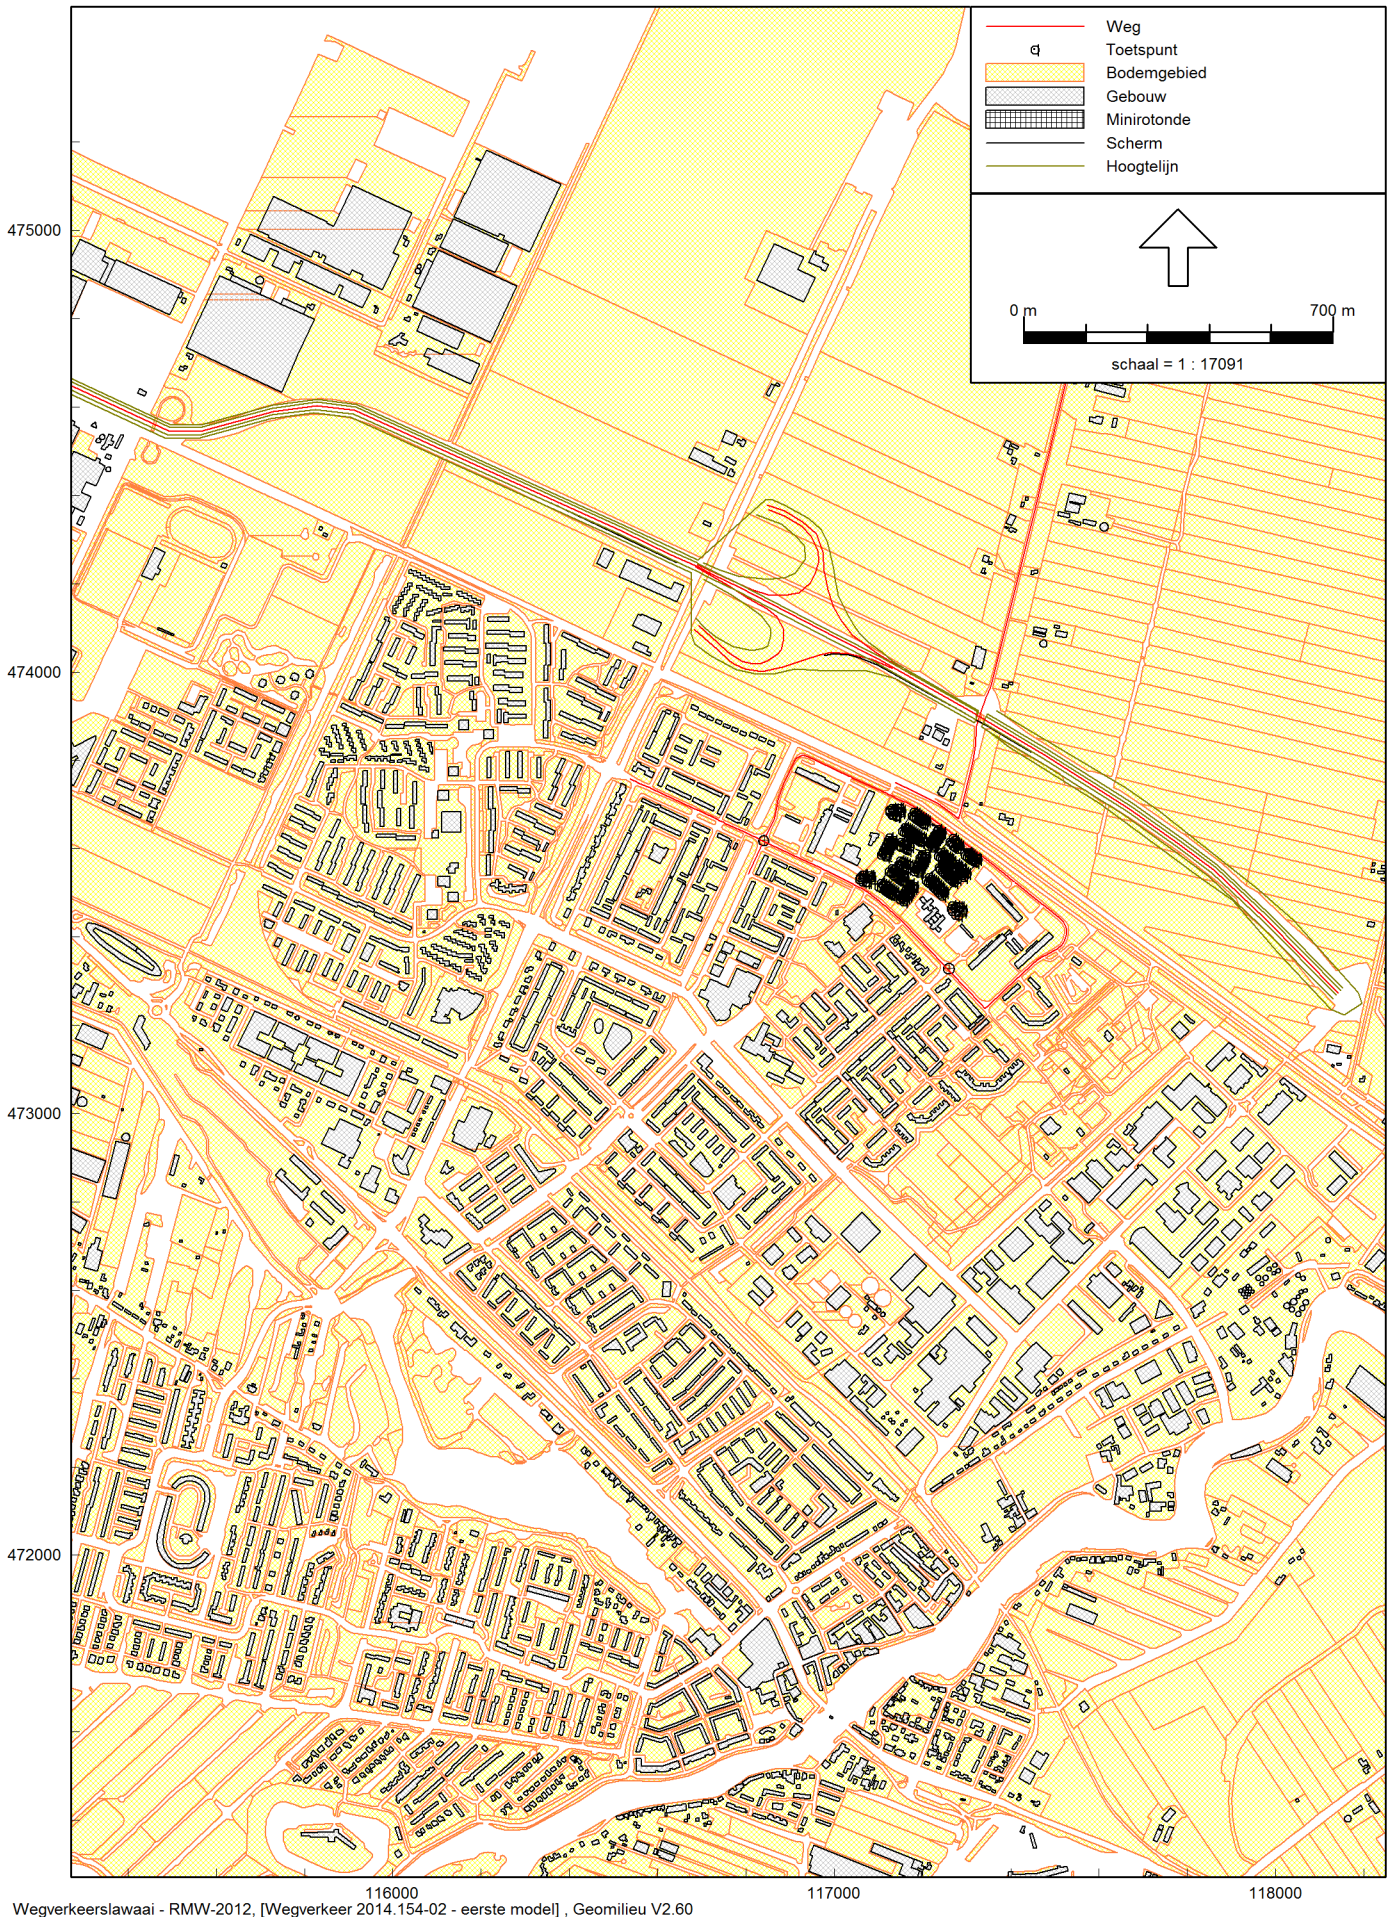 Weg
Toetspunt
Bodemgebied
Gebouw
Minirotonde
Scherm
Hoogtelijn
0 m 700 m
schaal = 1 : 17091
475000
474000
473000
472000
116000 117000 118000
Wegverkeerslawaai - RMW-2012, [Wegverkeer 2014.154-02 - eerste model] , Geomilieu V2.60